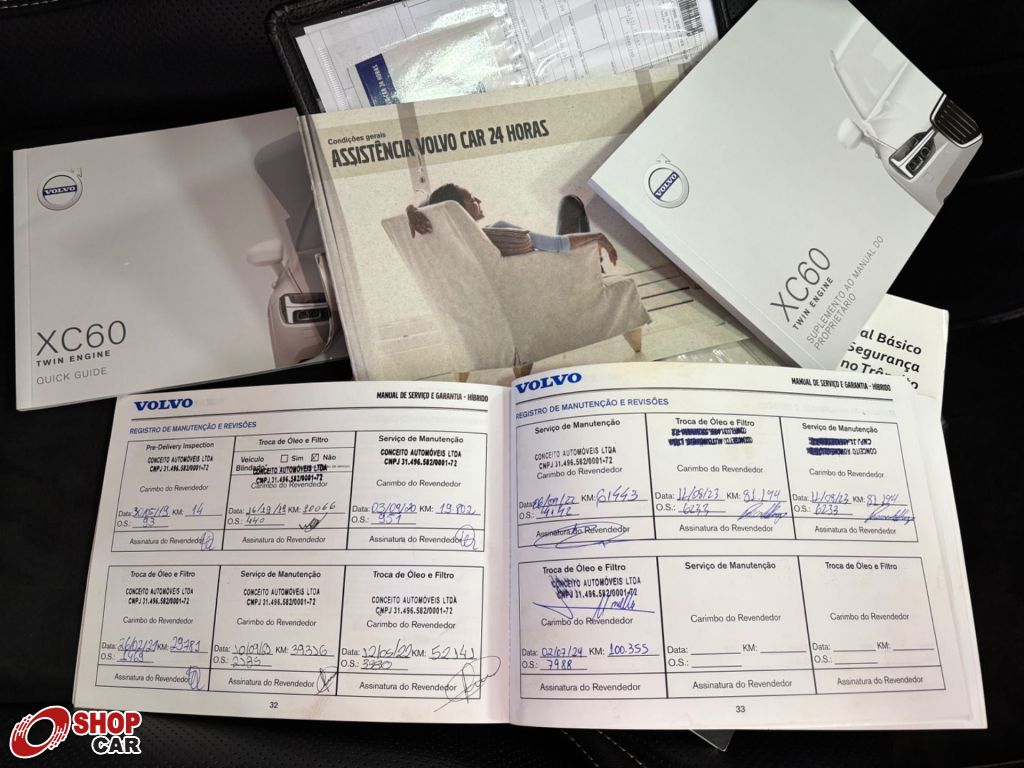 VOLVO
XC60
TWIN ENGINE
QUICK GUIDE
Condições gerais
ASSISTÊNCIA VOLVO CAR 24 HORAS
VOLVO
XC60
TWIN ENGINE
SUPLEMENTO AO MANUAL DO
PROPRIETÁRIO
al Básico
Segurança
no Trânsito
VOLVO
MANUAL DE SERVIÇO E GARANTIA - HÍBRIDO
REGISTRO DE MANUTENÇÃO E REVISÕES
Pre-Delivery Inspection
CONCEITO AUTOMÓVEIS LTDA
CNPJ 31.496.582/0001-72
Carimbo do Revendedor
Data: 30/05/19 KM: 14
O.S.: 93
Assinatura do Revendedor
Troca de Óleo e Filtro
Veículo Sim Não
Blindado?
CONCEITO AUTOMÓVEIS LTDA
CNPJ 31.496.582/0001-72
Carimbo do Revendedor
Data: 16/12/19 KM: 10066
O.S.: 440
Assinatura do Revendedor
Serviço de Manutenção
CONCEITO AUTOMÓVEIS LTDA
CNPJ 31.496.582/0001-72
Carimbo do Revendedor
Data: 03/09/20 KM: 19.802
O.S.: 951
Assinatura do Revendedor
Troca de Óleo e Filtro
CONCEITO AUTOMÓVEIS LTDA
CNPJ 31.496.582/0001-72
Carimbo do Revendedor
Data: 26/02/21 KM: 29781
O.S.: 1469
Assinatura do Revendedor
Serviço de Manutenção
CONCEITO AUTOMÓVEIS LTDA
CNPJ 31.496.582/0001-72
Carimbo do Revendedor
Data: KM: 39326
O.S.: 2385
Assinatura do Revendedor
Troca de Óleo e Filtro
CONCEITO AUTOMÓVEIS LTDA
CNPJ 31.496.582/0001-72
Carimbo do Revendedor
Data: 12/05/22 KM: 52141
O.S.:
Assinatura do Revendedor
32
VOLVO
MANUAL DE SERVIÇO E GARANTIA - HÍBRIDO
REGISTRO DE MANUTENÇÃO E REVISÕES
Serviço de Manutenção
CONCEITO AUTOMÓVEIS LTDA
CNPJ 31.496.582/0001-72
Carimbo do Revendedor
Data: KM: 61443
O.S.: 4142
Assinatura do Revendedor
Troca de Óleo e Filtro
Carimbo do Revendedor
Data: 11/08/23 KM: 81.194
O.S.: 6233
Assinatura do Revendedor
Serviço de Manutenção
Carimbo do Revendedor
Data: 11/08/23 KM: 81.194
O.S.: 6233
Assinatura do Revendedor
Troca de Óleo e Filtro
CONCEITO AUTOMÓVEIS LTDA
CNPJ 31.496.582/0001-72
Carimbo do Revendedor
Data: 02/07/24 KM: 100.355
O.S.: 7988
Assinatura do Revendedor
Serviço de Manutenção
Carimbo do Revendedor
Data: KM:
O.S.:
Assinatura do Revendedor
Troca de Óleo e Filtro
Carimbo do Revendedor
Data: KM:
O.S.:
Assinatura do Revendedor
33
SHOP
CAR